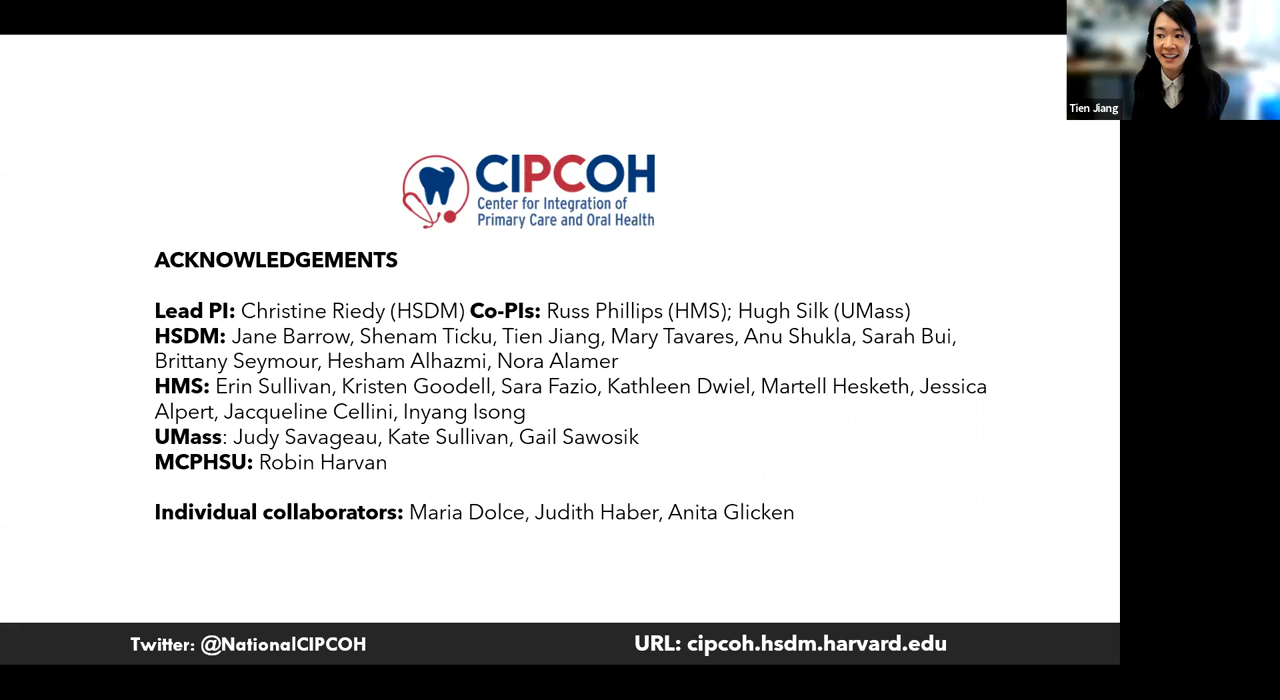 Tien Jiang
CIPCOH
Center for Integration of
Primary Care and Oral Health
ACKNOWLEDGEMENTS
Lead PI: Christine Riedy (HSDM) Co-PIs: Russ Phillips (HMS); Hugh Silk (UMass)
HSDM: Jane Barrow, Shenam Ticku, Tien Jiang, Mary Tavares, Anu Shukla, Sarah Bui,
Brittany Seymour, Hesham Alhazmi, Nora Alamer
HMS: Erin Sullivan, Kristen Goodell, Sara Fazio, Kathleen Dwiel, Martell Hesketh, Jessica
Alpert, Jacqueline Cellini, Inyang Isong
UMass: Judy Savageau, Kate Sullivan, Gail Sawosik
MCPHSU: Robin Harvan
Individual collaborators: Maria Dolce, Judith Haber, Anita Glicken
Twitter: @NationalCIPCOH
URL: cipcoh.hsdm.harvard.edu